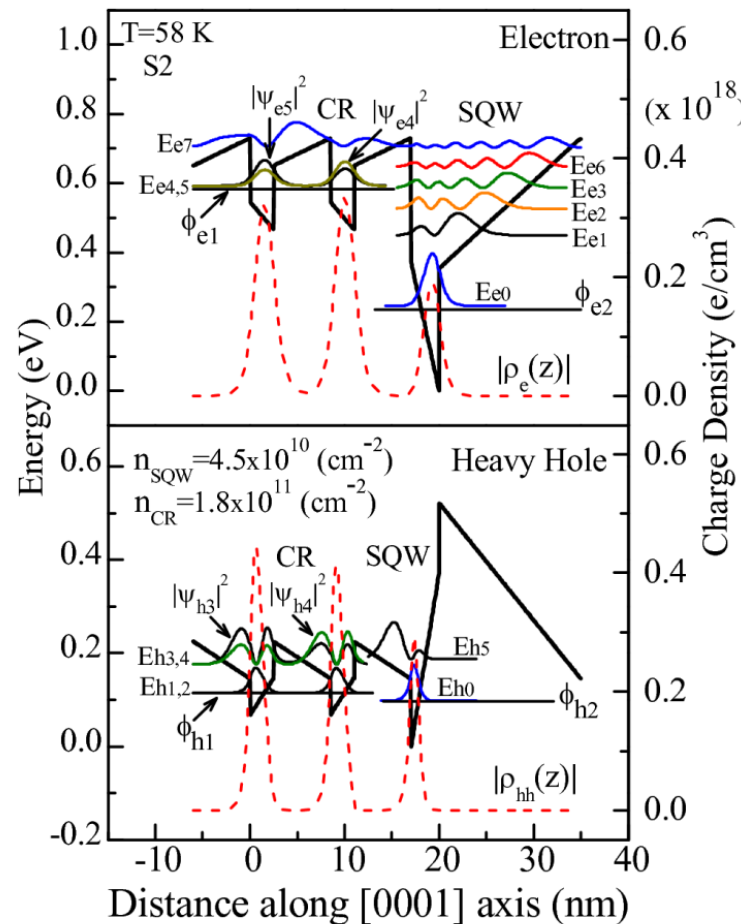 T=58 K
S2
Electron
|ψe5|²
CR
|ψe4|²
SQW
(x 10¹⁸)
Ee7
Ee4,5
ϕe1
Ee6
Ee3
Ee2
Ee1
Ee0
ϕe2
|ρe(z)|
1.0
0.8
0.6
0.4
0.2
0.0
0.6
0.4
0.2
0.0
Energy (eV)
Charge Density (e/cm³)
nSQW=4.5x10¹⁰ (cm⁻²)
nCR=1.8x10¹¹ (cm⁻²)
Heavy Hole
CR
SQW
|ψh3|²
|ψh4|²
Eh3,4
Eh1,2
ϕh1
Eh5
Eh0
ϕh2
|ρhh(z)|
0.6
0.4
0.2
0.0
-0.2
0.6
0.4
0.2
0.0
-10
0
10
20
30
40
Distance along [0001] axis (nm)